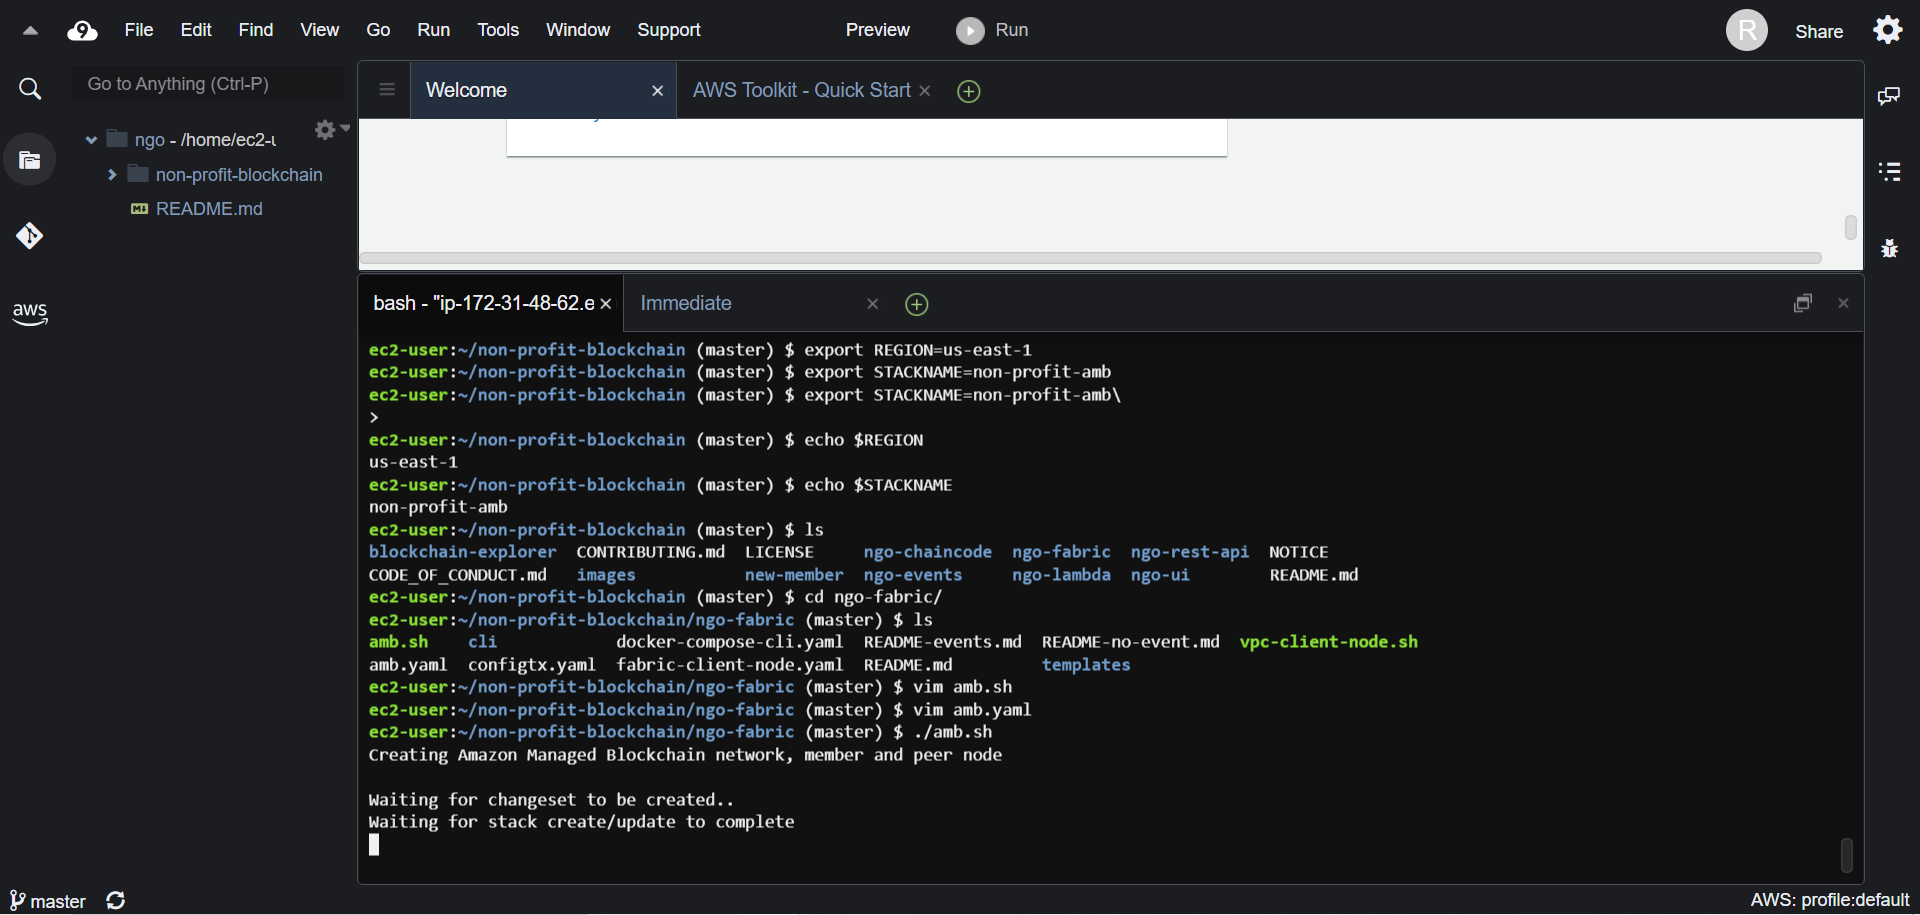 9 File Edit Find View Go Run Tools Window Support Preview Run R Share
Go to Anything (Ctrl-P)
Welcome AWS Toolkit - Quick Start
ngo - /home/ec2-u
non-profit-blockchain
M↓ README.md
aws
bash - "ip-172-31-48-62.e Immediate
ec2-user:~/non-profit-blockchain (master) $ export REGION=us-east-1
ec2-user:~/non-profit-blockchain (master) $ export STACKNAME=non-profit-amb
ec2-user:~/non-profit-blockchain (master) $ export STACKNAME=non-profit-amb\
>
ec2-user:~/non-profit-blockchain (master) $ echo $REGION
us-east-1
ec2-user:~/non-profit-blockchain (master) $ echo $STACKNAME
non-profit-amb
ec2-user:~/non-profit-blockchain (master) $ ls
blockchain-explorer CONTRIBUTING.md LICENSE ngo-chaincode ngo-fabric ngo-rest-api NOTICE
CODE_OF_CONDUCT.md images new-member ngo-events ngo-lambda ngo-ui README.md
ec2-user:~/non-profit-blockchain (master) $ cd ngo-fabric/
ec2-user:~/non-profit-blockchain/ngo-fabric (master) $ ls
amb.sh cli docker-compose-cli.yaml README-events.md README-no-event.md vpc-client-node.sh
amb.yaml configtx.yaml fabric-client-node.yaml README.md templates
ec2-user:~/non-profit-blockchain/ngo-fabric (master) $ vim amb.sh
ec2-user:~/non-profit-blockchain/ngo-fabric (master) $ vim amb.yaml
ec2-user:~/non-profit-blockchain/ngo-fabric (master) $ ./amb.sh
Creating Amazon Managed Blockchain network, member and peer node
Waiting for changeset to be created..
Waiting for stack create/update to complete
master AWS: profile:default